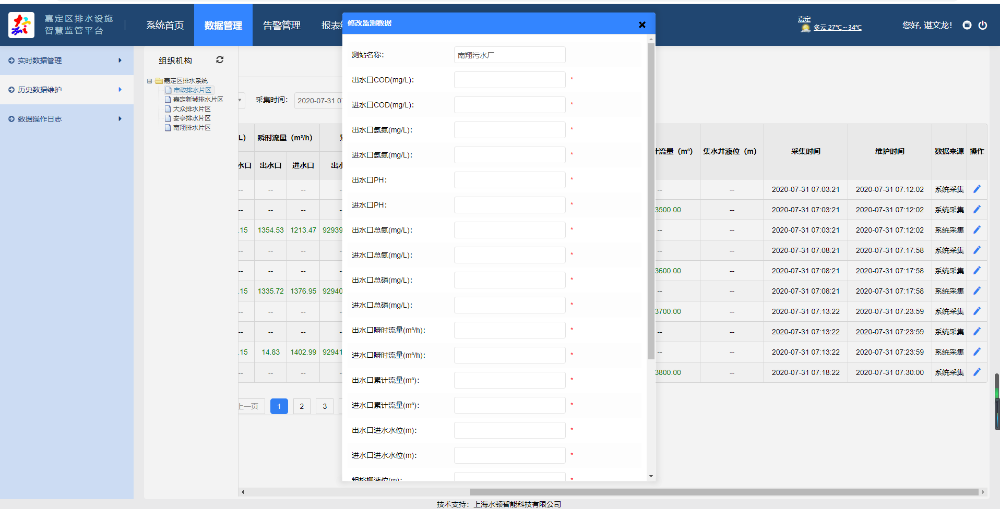 嘉定区排水设施
智慧监管平台
系统首页
数据管理
告警管理
报表
嘉定
多云 27℃～34℃
您好, 谌文龙!
实时数据管理
历史数据维护
数据操作日志
组织机构
嘉定区排水系统
市政排水片区
嘉定新城排水片区
大众排水片区
安亭排水片区
南翔排水片区
采集时间:
2020-07-31 0
L) 瞬时流量 (m³/h)
水口 出水口 进水口 出水
-- -- --
-- -- --
.15 1354.53 1213.47 92939
-- -- --
-- -- --
.15 1335.72 1376.95 92940
-- -- --
-- -- --
.15 14.83 1402.99 92941
-- -- --
上一页 1 2 3
修改监测数据
测站名称: 南翔污水厂
出水口COD(mg/L): *
进水口COD(mg/L): *
出水口氨氮(mg/L): *
进水口氨氮(mg/L): *
出水口PH: *
进水口PH: *
出水口总氮(mg/L): *
进水口总氮(mg/L): *
出水口总磷(mg/L): *
进水口总磷(mg/L): *
出水口瞬时流量(m³/h): *
进水口瞬时流量(m³/h): *
出水口累计流量(m³): *
进水口累计流量(m³): *
出水口进水水位(m): *
进水口进水水位(m): *
粗格栅液位(m): *
计流量 (m³) 集水井液位 (m) 采集时间 维护时间 数据来源 操作
-- -- 2020-07-31 07:03:21 2020-07-31 07:12:02 系统采集
3500.00 -- 2020-07-31 07:03:21 2020-07-31 07:12:02 系统采集
-- -- 2020-07-31 07:03:21 2020-07-31 07:12:02 系统采集
-- -- 2020-07-31 07:08:21 2020-07-31 07:17:58 系统采集
3600.00 -- 2020-07-31 07:08:21 2020-07-31 07:17:58 系统采集
-- -- 2020-07-31 07:08:21 2020-07-31 07:17:58 系统采集
3700.00 -- 2020-07-31 07:13:22 2020-07-31 07:23:59 系统采集
-- -- 2020-07-31 07:13:22 2020-07-31 07:23:59 系统采集
-- -- 2020-07-31 07:13:22 2020-07-31 07:23:59 系统采集
3800.00 -- 2020-07-31 07:18:22 2020-07-31 07:30:00 系统采集
技术支持: 上海水顿智能科技有限公司